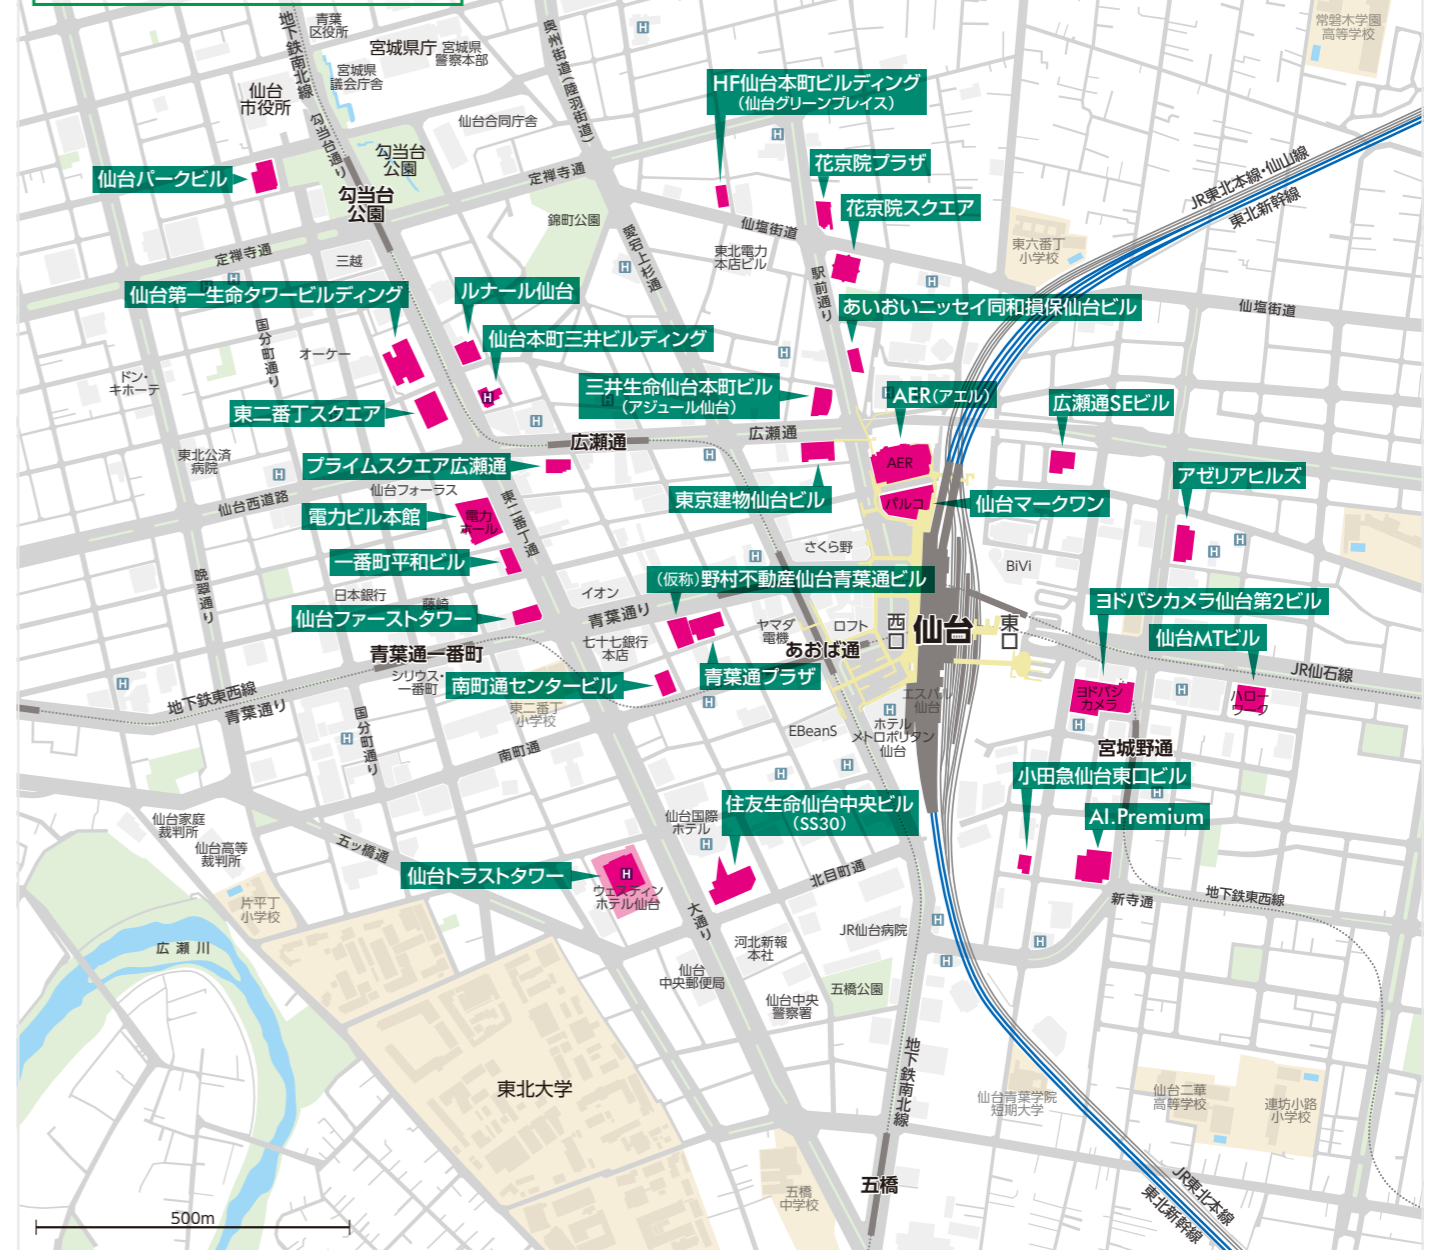 地下鉄南北線
青葉
区役所
宮城県庁
宮城県
警察本部
宮城県
議会庁舎
仙台
市役所
勾当台通り
仙台合同庁舎
奥州街道(陸羽街道)
常磐木学園
高等学校
HF仙台本町ビルディング
（仙台グリーンプレイス）
勾当台
公園
仙台パークビル
勾当台
公園
定禅寺通
花京院プラザ
花京院スクエア
JR東北本線・仙山線
東北新幹線
錦町公園
仙塩街道
東北電力
本店ビル
東六番丁
小学校
愛宕上杉通
駅前通り
定禅寺通
三越
仙台第一生命タワービルディング
ルナール仙台
あいおいニッセイ同和損保仙台ビル
仙塩街道
国分町通り
オーケー
仙台本町三井ビルディング
ドン・
キホーテ
三井生命仙台本町ビル
（アジュール仙台）
AER（アエル）
広瀬通SEビル
東二番丁スクエア
広瀬通
広瀬通
東北公済
病院
プライムスクエア広瀬通
AER
アゼリアヒルズ
仙台西道路
仙台フォーラス
東京建物仙台ビル
パルコ
仙台マークワン
電力ビル本館
電力
ホール
東二番丁通
さくら野
一番町平和ビル
BiVi
晩翠通り
日本銀行
藤崎
イオン
（仮称）野村不動産仙台青葉通ビル
ヨドバシカメラ仙台第2ビル
仙台ファーストタワー
青葉通り
ヤマダ
電機
ロフト
西口
仙台
東口
仙台MTビル
七十七銀行
本店
あおば通
青葉通一番町
シリウス・
一番町
南町通センタービル
青葉通プラザ
JR仙石線
地下鉄東西線
青葉通り
東二番丁
小学校
エスパル
仙台
ヨドバシ
カメラ
ハロー
ワーク
国分町通り
南町通
EBeanS
ホテル
メトロポリタン
仙台
宮城野通
小田急仙台東口ビル
仙台家庭
裁判所
仙台高等
裁判所
五ッ橋通
仙台国際
ホテル
住友生命仙台中央ビル
（SS30）
AI.Premium
仙台トラストタワー
ウェスティン
ホテル仙台
北目町通
片平丁
小学校
大通り
新寺通
地下鉄東西線
広瀬川
河北新報
本社
JR仙台病院
仙台
中央郵便局
五橋公園
仙台中央
警察署
地下鉄南北線
東北大学
仙台青葉学院
短期大学
仙台二華
高等学校
連坊小路
小学校
五橋
中学校
五橋
JR東北本線
東北新幹線
500m